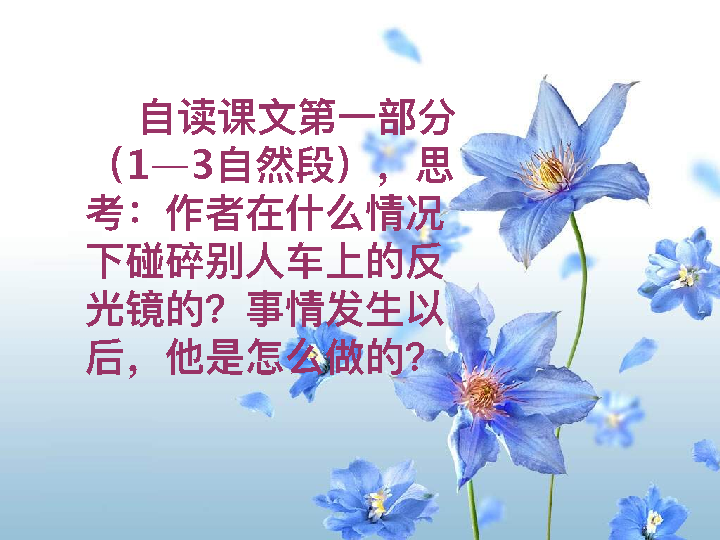 自读课文第一部分
（1—3自然段），思
考：作者在什么情况
下碰碎别人车上的反
光镜的？事情发生以
后，他是怎么做的？